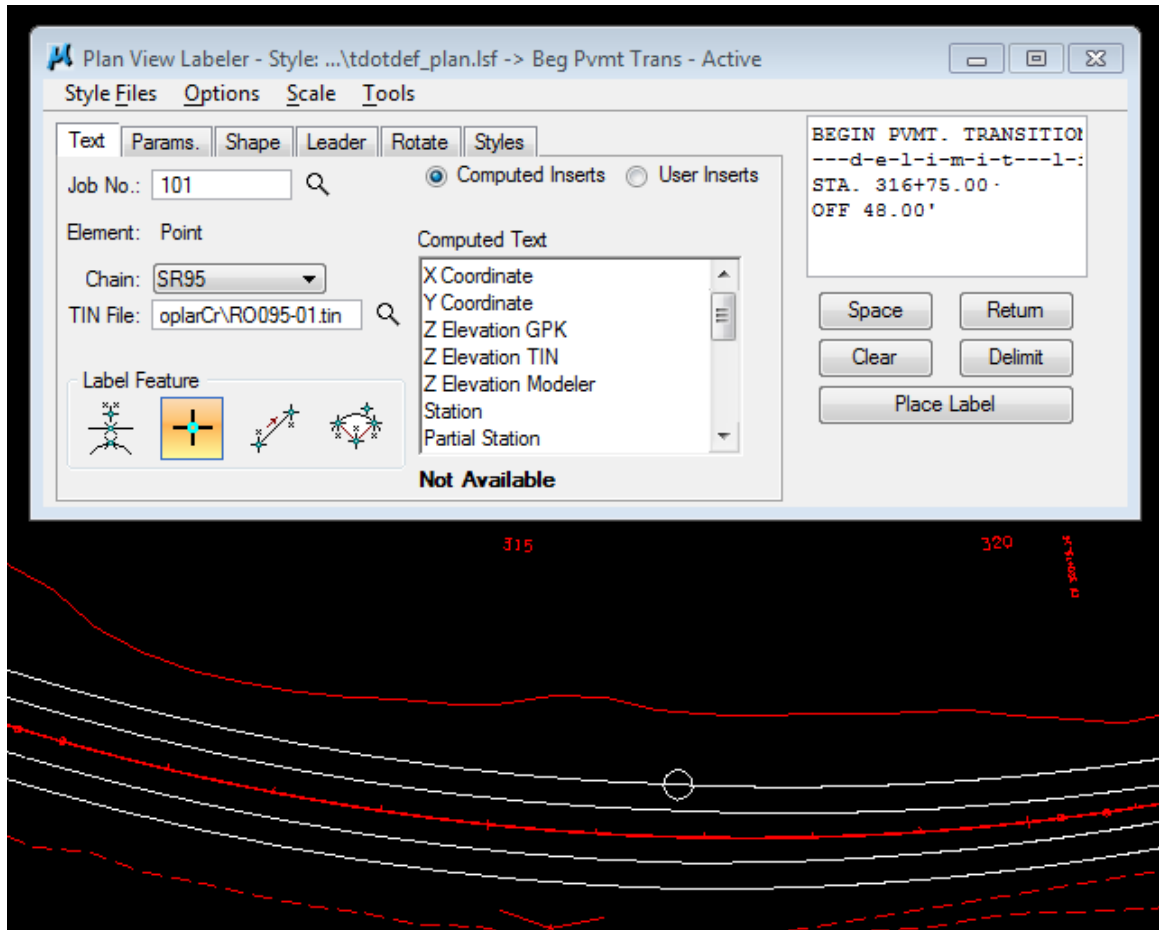 Plan View Labeler - Style: ...\tdotdef_plan.lsf -> Beg Pvmt Trans - Active
Style Files Options Scale Tools
Text Params. Shape Leader Rotate Styles
Job No.: 101
Computed Inserts User Inserts
Element: Point
Chain: SR95
TIN File: oplarCr\RO095-01.tin
Label Feature
Computed Text
X Coordinate
Y Coordinate
Z Elevation GPK
Z Elevation TIN
Z Elevation Modeler
Station
Partial Station
Not Available
BEGIN PVMT. TRANSITION
---d-e-l-i-m-i-t---l-i
STA. 316+75.00
OFF 48.00'
Space Return
Clear Delimit
Place Label
315
320